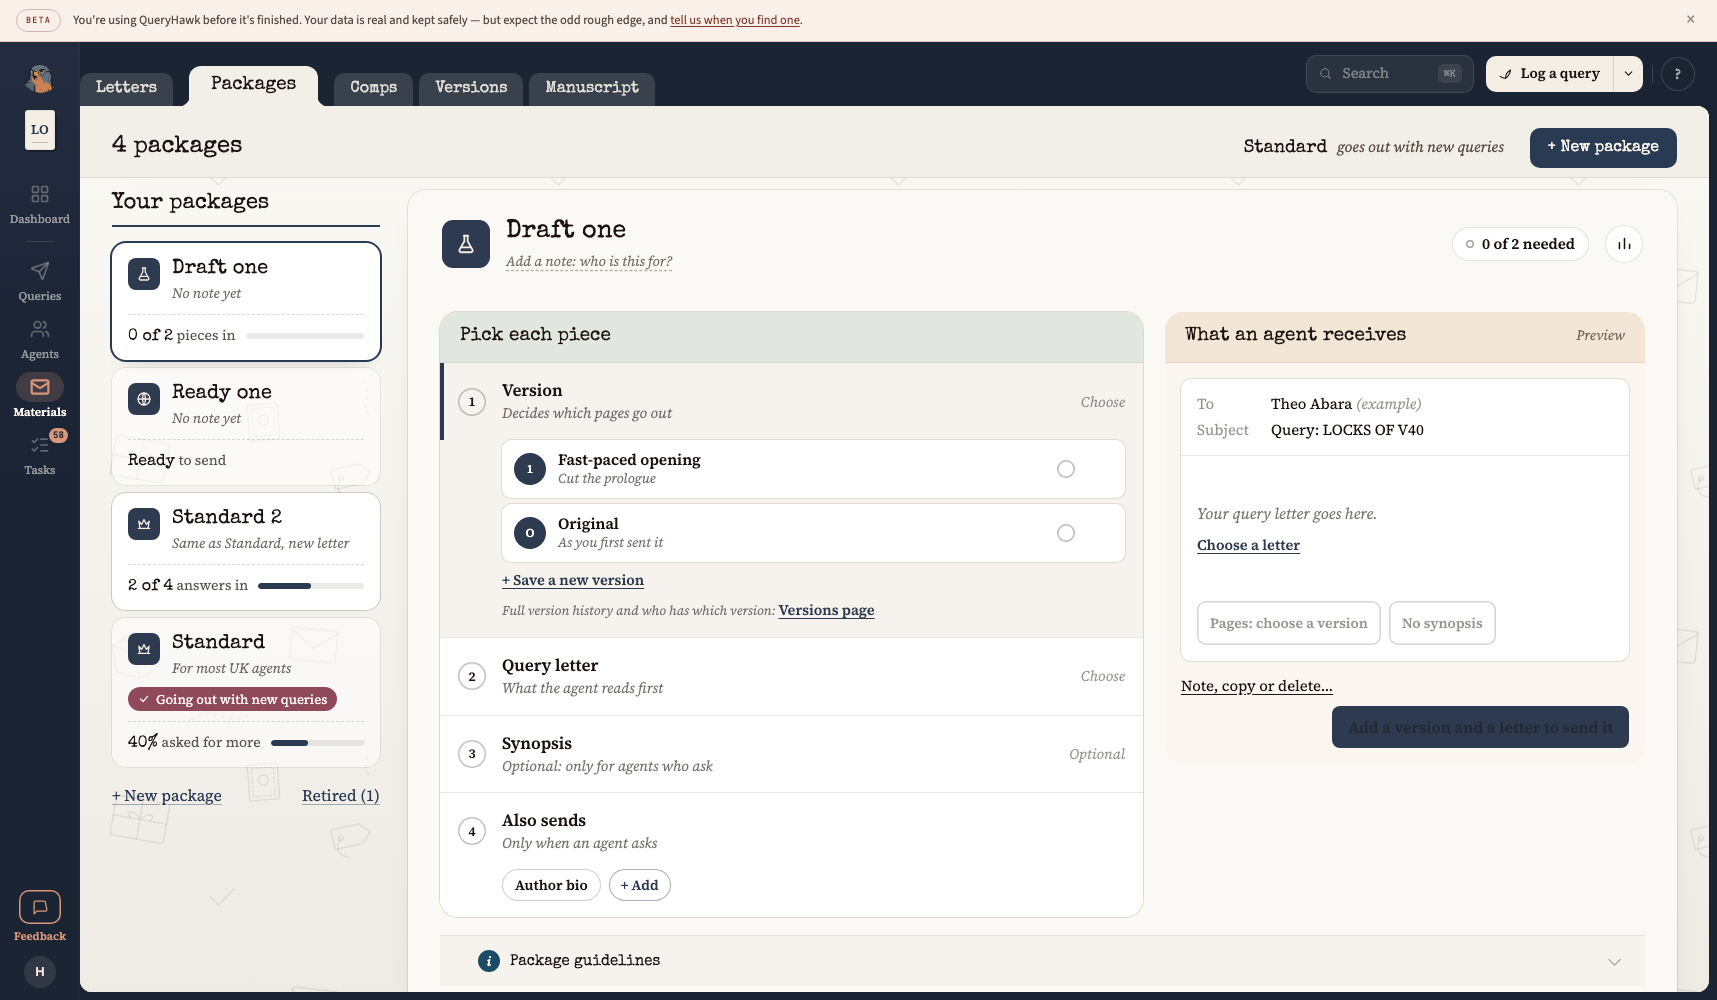 BETA
You're using QueryHawk before it's finished. Your data is real and kept safely — but expect the odd rough edge, and tell us when you find one.
×
Letters
Packages
Comps
Versions
Manuscript
Search
⌘K
Log a query
?
LO
Dashboard
Queries
Agents
Materials
58
Tasks
Feedback
H
4 packages
Standard goes out with new queries
+ New package
Your packages
Draft one
No note yet
0 of 2 pieces in
Ready one
No note yet
Ready to send
Standard 2
Same as Standard, new letter
2 of 4 answers in
Standard
For most UK agents
Going out with new queries
40% asked for more
+ New package
Retired (1)
Draft one
Add a note: who is this for?
0 of 2 needed
Pick each piece
1
Version
Decides which pages go out
Choose
1
Fast-paced opening
Cut the prologue
O
Original
As you first sent it
+ Save a new version
Full version history and who has which version: Versions page
2
Query letter
What the agent reads first
Choose
3
Synopsis
Optional: only for agents who ask
Optional
4
Also sends
Only when an agent asks
Author bio
+ Add
What an agent receives
Preview
To Theo Abara (example)
Subject Query: LOCKS OF V40
Your query letter goes here.
Choose a letter
Pages: choose a version
No synopsis
Note, copy or delete...
Add a version and a letter to send it
i
Package guidelines